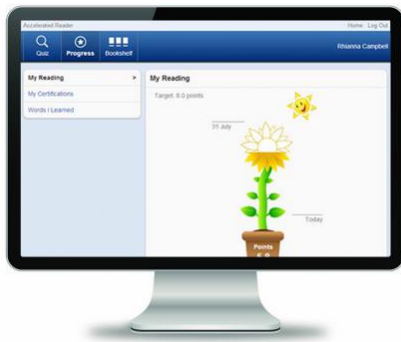 Accelerated Reader
Home Log Out
Quiz
Progress
Bookshelf
Rhianna Campbell
My Reading >
My Certifications
Words I Learned
My Reading
Target: 8.0 points
31 July
Today
Points